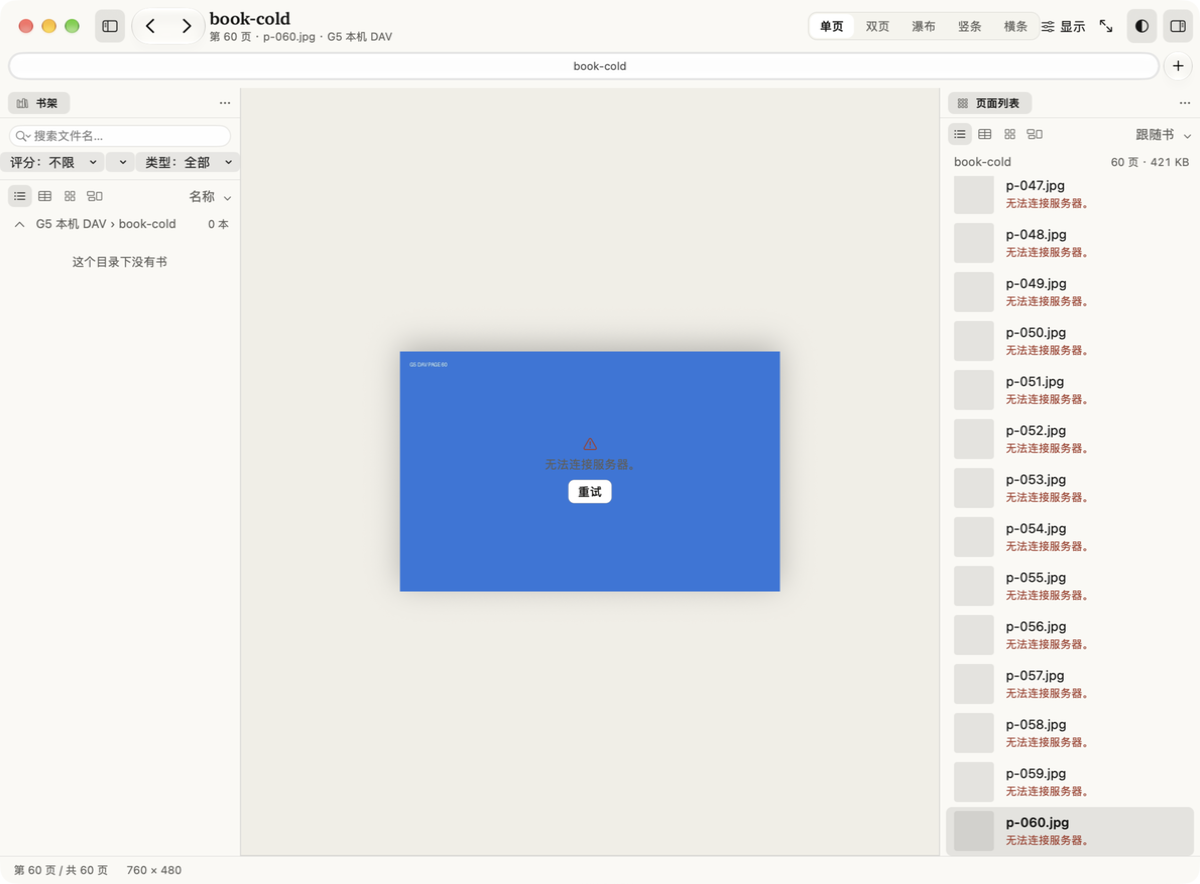 book-cold
第 60 页 · p-060.jpg · G5 本机 DAV
单页 双页 瀑布 竖条 横条 显示
book-cold
书架
搜索文件名...
评分：不限 类型：全部
名称
G5 本机 DAV › book-cold 0 本
这个目录下没有书
G5 DAV PAGE 60
无法连接服务器。
重试
页面列表
跟随书
book-cold 60 页 · 421 KB
p-047.jpg
无法连接服务器。
p-048.jpg
无法连接服务器。
p-049.jpg
无法连接服务器。
p-050.jpg
无法连接服务器。
p-051.jpg
无法连接服务器。
p-052.jpg
无法连接服务器。
p-053.jpg
无法连接服务器。
p-054.jpg
无法连接服务器。
p-055.jpg
无法连接服务器。
p-056.jpg
无法连接服务器。
p-057.jpg
无法连接服务器。
p-058.jpg
无法连接服务器。
p-059.jpg
无法连接服务器。
p-060.jpg
无法连接服务器。
第 60 页 / 共 60 页 760 × 480